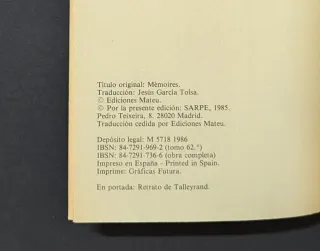 Título original: Mémoires.
Traducción: Jesús García Tolsa.
© Ediciones Mateu.
© Por la presente edición: SARPE, 1985.
Pedro Teixeira, 8. 28020 Madrid.
Traducción cedida por Ediciones Mateu.
Depósito legal: M 5718 1986
IBSN: 84-7291-969-2 (tomo 62.°)
IBSN: 84-7291-736-6 (obra completa)
Impreso en España - Printed in Spain.
Imprime: Gráficas Futura.
En portada: Retrato de Talleyrand.